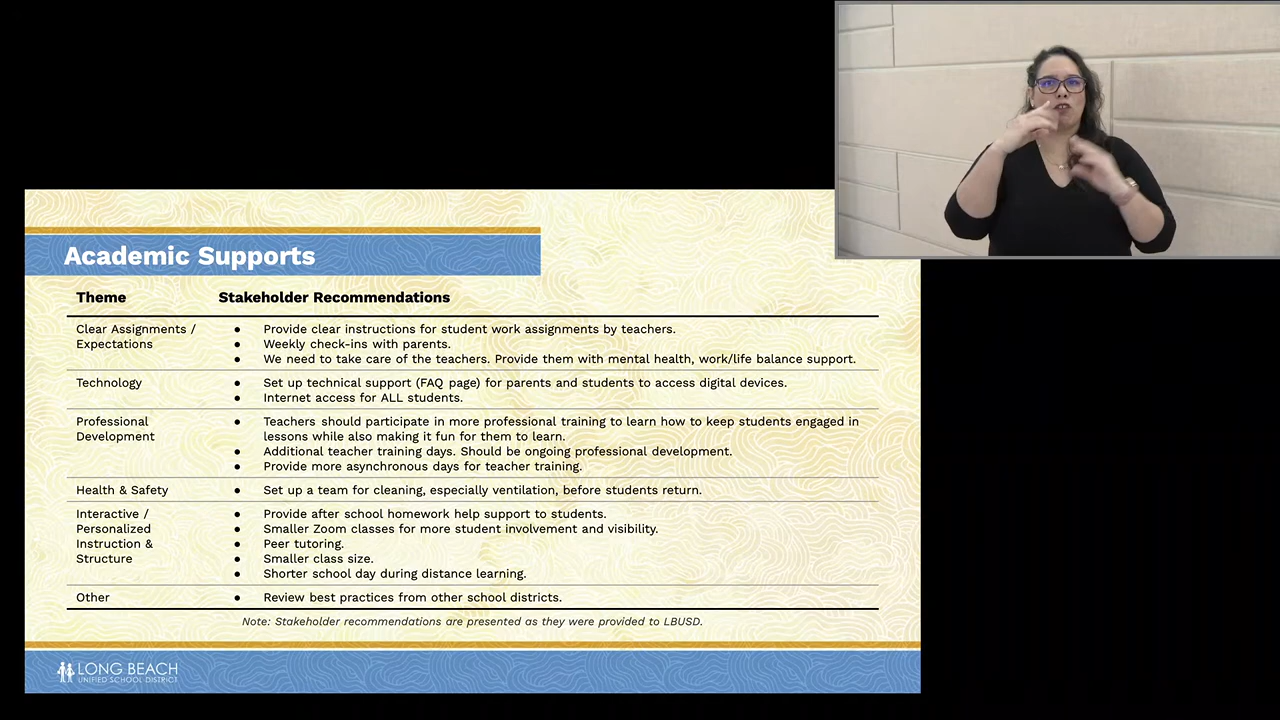 Academic Supports
Theme Stakeholder Recommendations
Clear Assignments /
Expectations
● Provide clear instructions for student work assignments by teachers.
● Weekly check-ins with parents.
● We need to take care of the teachers. Provide them with mental health, work/life balance support.
Technology
● Set up technical support (FAQ page) for parents and students to access digital devices.
● Internet access for ALL students.
Professional
Development
● Teachers should participate in more professional training to learn how to keep students engaged in
lessons while also making it fun for them to learn.
● Additional teacher training days. Should be ongoing professional development.
● Provide more asynchronous days for teacher training.
Health & Safety
● Set up a team for cleaning, especially ventilation, before students return.
Interactive /
Personalized
Instruction &
Structure
● Provide after school homework help support to students.
● Smaller Zoom classes for more student involvement and visibility.
● Peer tutoring.
● Smaller class size.
● Shorter school day during distance learning.
Other
● Review best practices from other school districts.
Note: Stakeholder recommendations are presented as they were provided to LBUSD.
LONG BEACH
UNIFIED SCHOOL DISTRICT